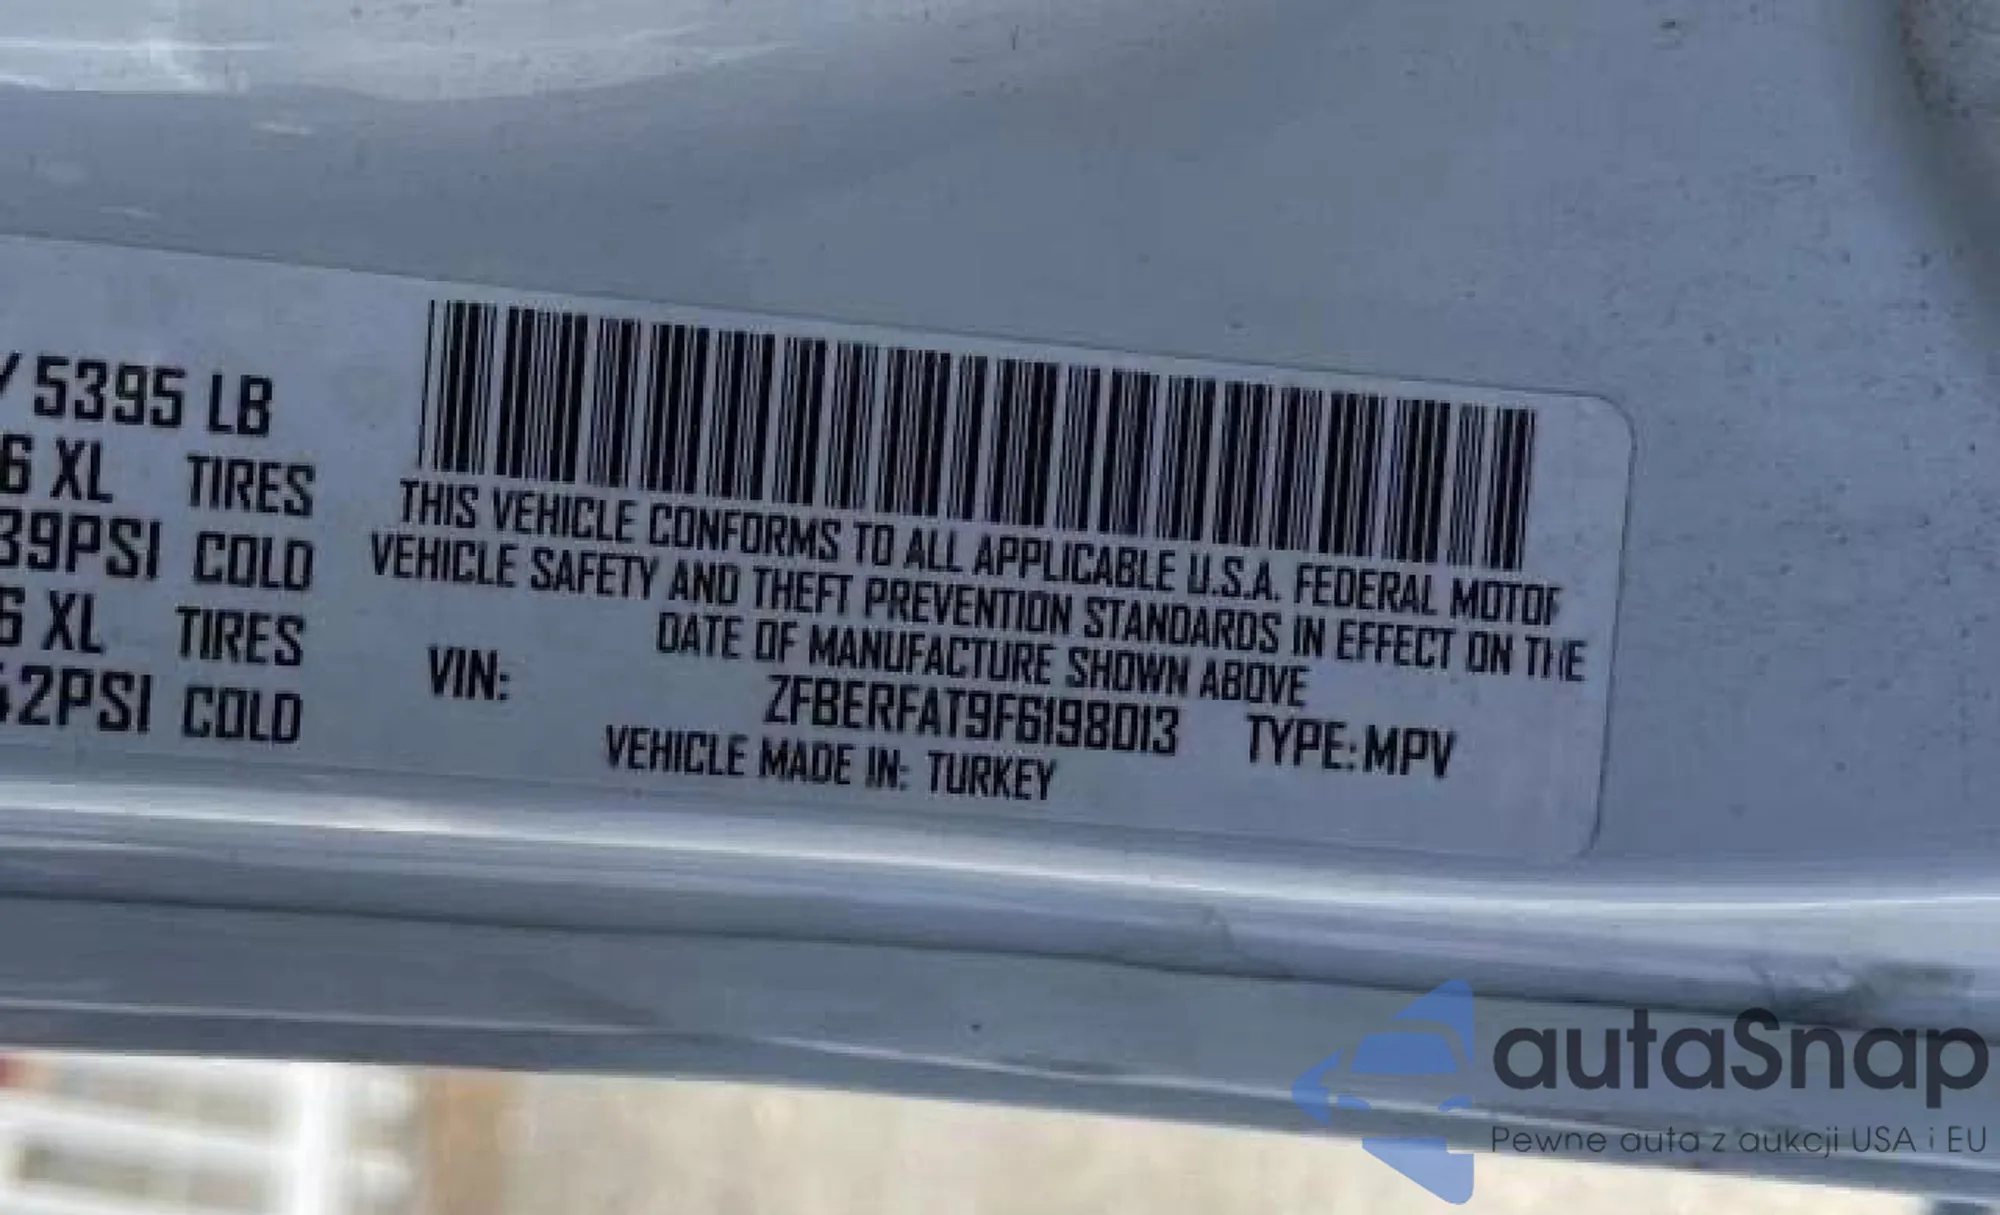 / 5395 LB
6 XL TIRES
39PSI COLD
6 XL TIRES
42PSI COLD
THIS VEHICLE CONFORMS TO ALL APPLICABLE U.S.A. FEDERAL MOTOR
VEHICLE SAFETY AND THEFT PREVENTION STANDARDS IN EFFECT ON THE
DATE OF MANUFACTURE SHOWN ABOVE
VIN: ZFBERFAT9F6198013 TYPE: MPV
VEHICLE MADE IN: TURKEY
autaSnap
Pewne auta z aukcji USA i EU